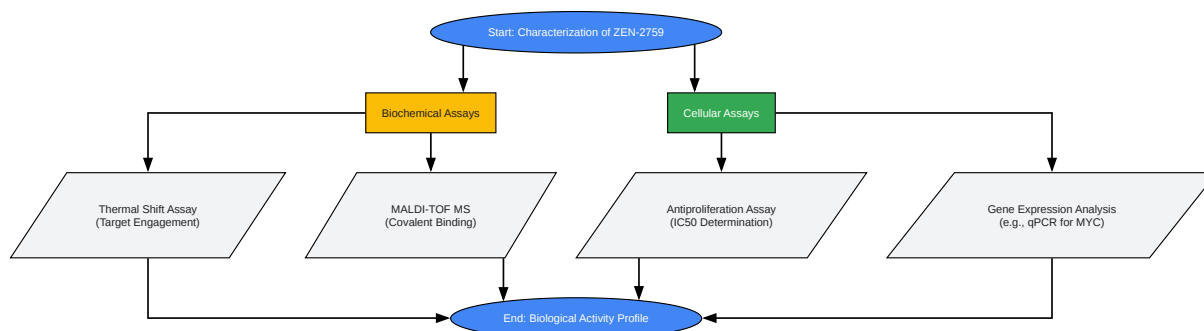 Start: Characterization of ZEN-2759
Biochemical Assays
Cellular Assays
Thermal Shift Assay
(Target Engagement)
MALDI-TOF MS
(Covalent Binding)
Antiproliferation Assay
(IC50 Determination)
Gene Expression Analysis
(e.g., qPCR for MYC)
End: Biological Activity Profile